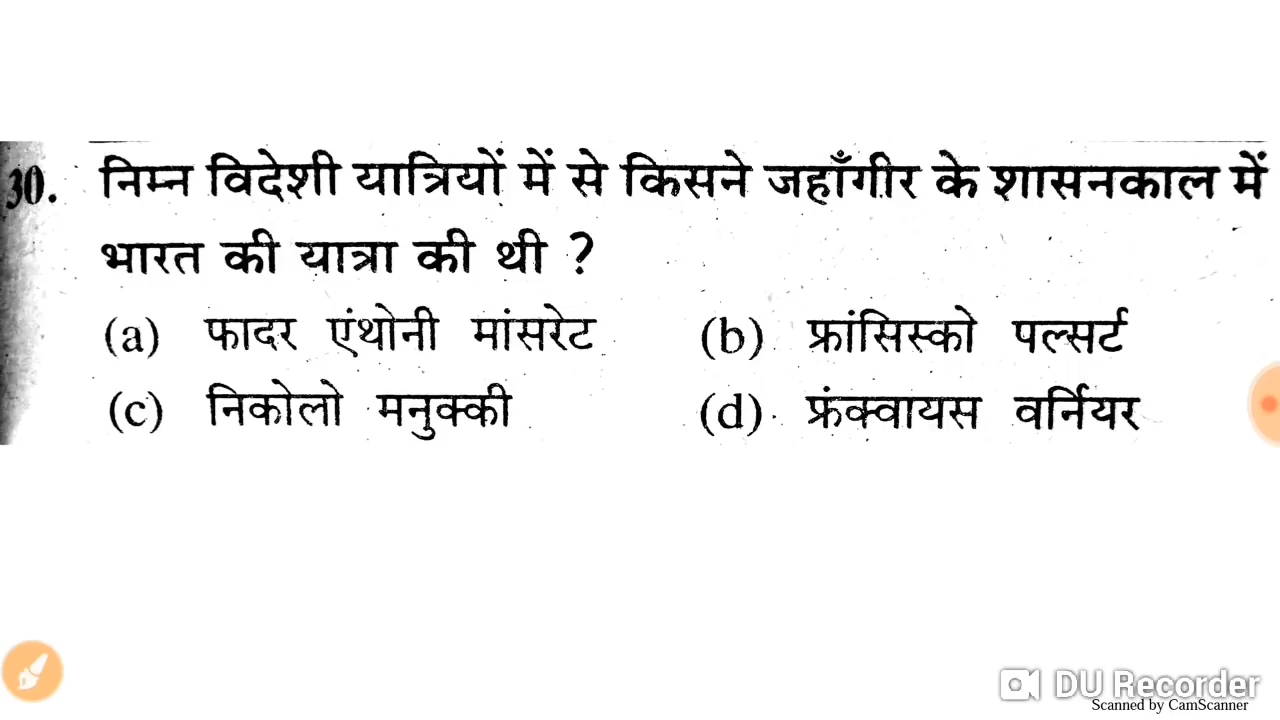 30. निम्न विदेशी यात्रियों में से किसने जहाँगीर के शासनकाल में
भारत की यात्रा की थी ?
(a) फादर एंथोनी मांसरेट (b) फ्रांसिस्को पल्सर्ट
(c) निकोलो मनुक्की (d) फ्रंक्वायस वर्नियर
DU Recorder
Scanned by CamScanner